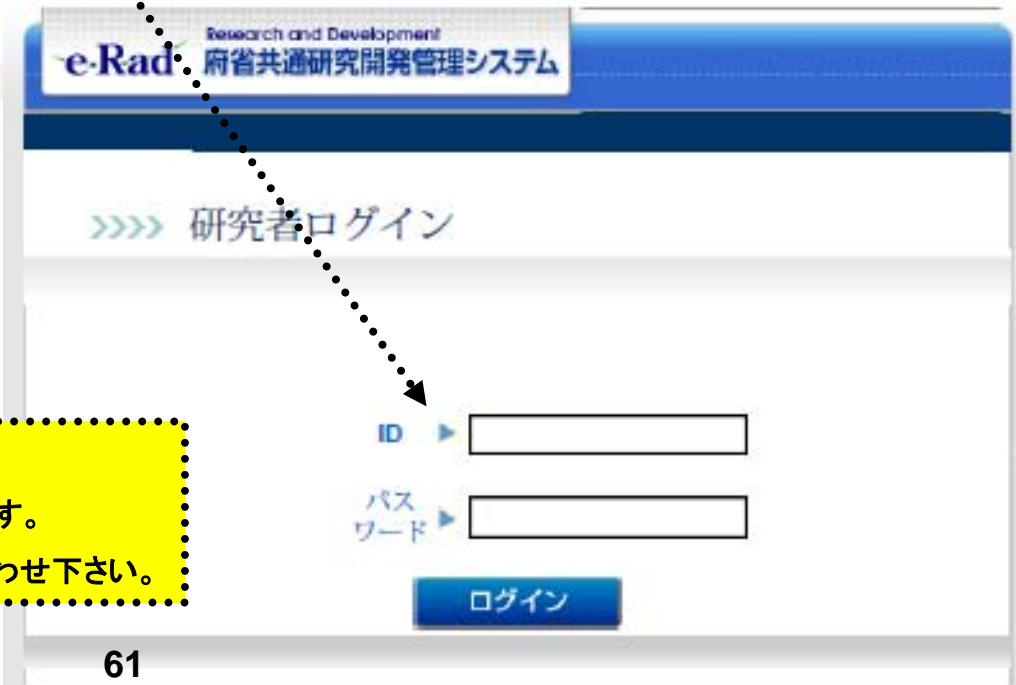 Research and Development
e-Rad 府省共通研究開発管理システム
>>>> 研究者ログイン
ID
パス
ワード
す。
わせ下さい。
ログイン
61